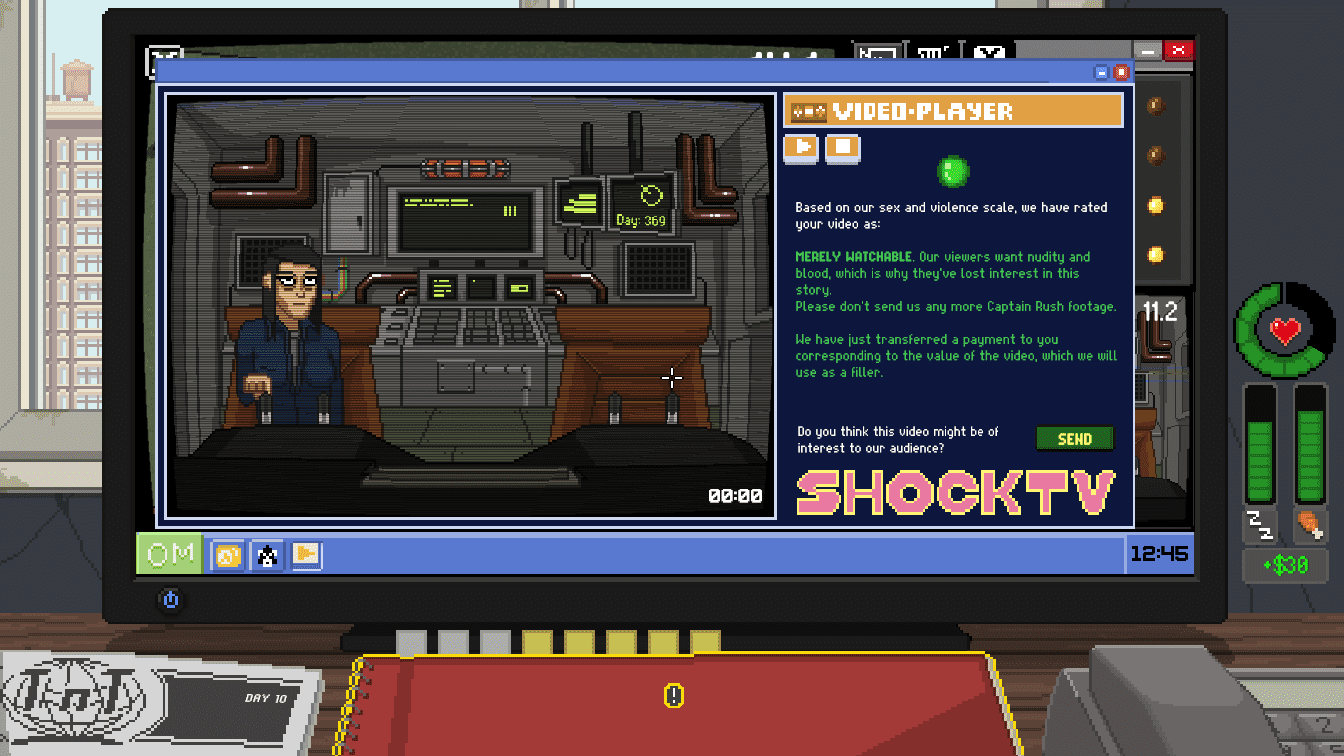 VIDEO-PLAYER
Based on our sex and violence scale, we have rated
your video as:
MERELY WATCHABLE. Our viewers want nudity and
blood, which is why they've lost interest in this
story.
Please don't send us any more Captain Rush footage.
We have just transferred a payment to you
corresponding to the value of the video, which we will
use as a filler.
Do you think this video might be of
interest to our audience?
SEND
SHOCKTV
Day: 369
00:00
11.2
OM
12:45
ZZ
+$30
TnT
DAY 10
!
2